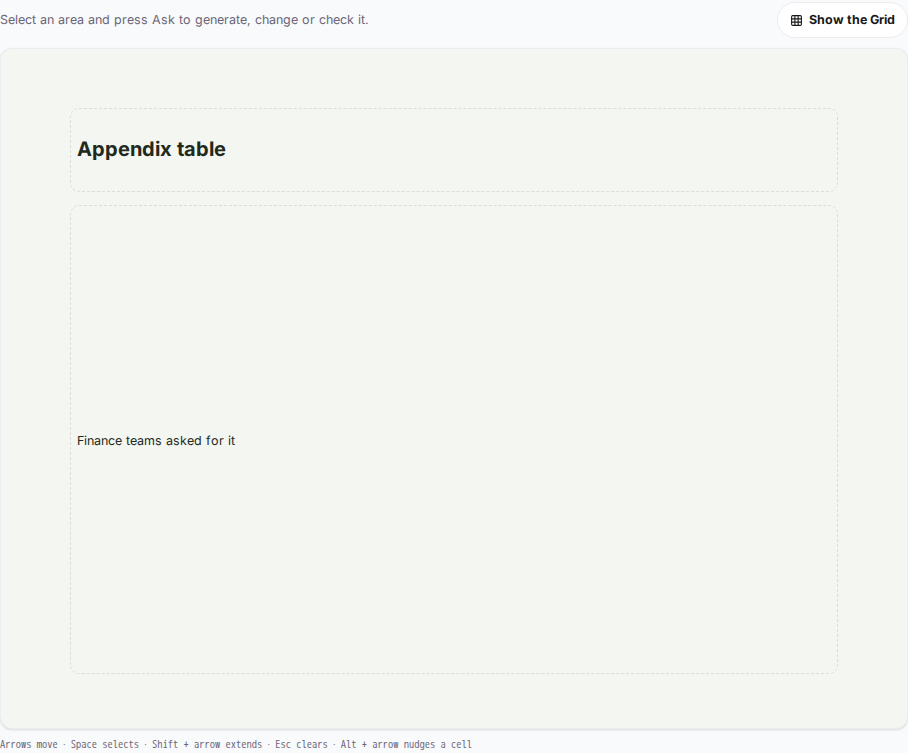 Select an area and press Ask to generate, change or check it.
Show the Grid
Appendix table
Finance teams asked for it
Arrows move · Space selects · Shift + arrow extends · Esc clears · Alt + arrow nudges a cell